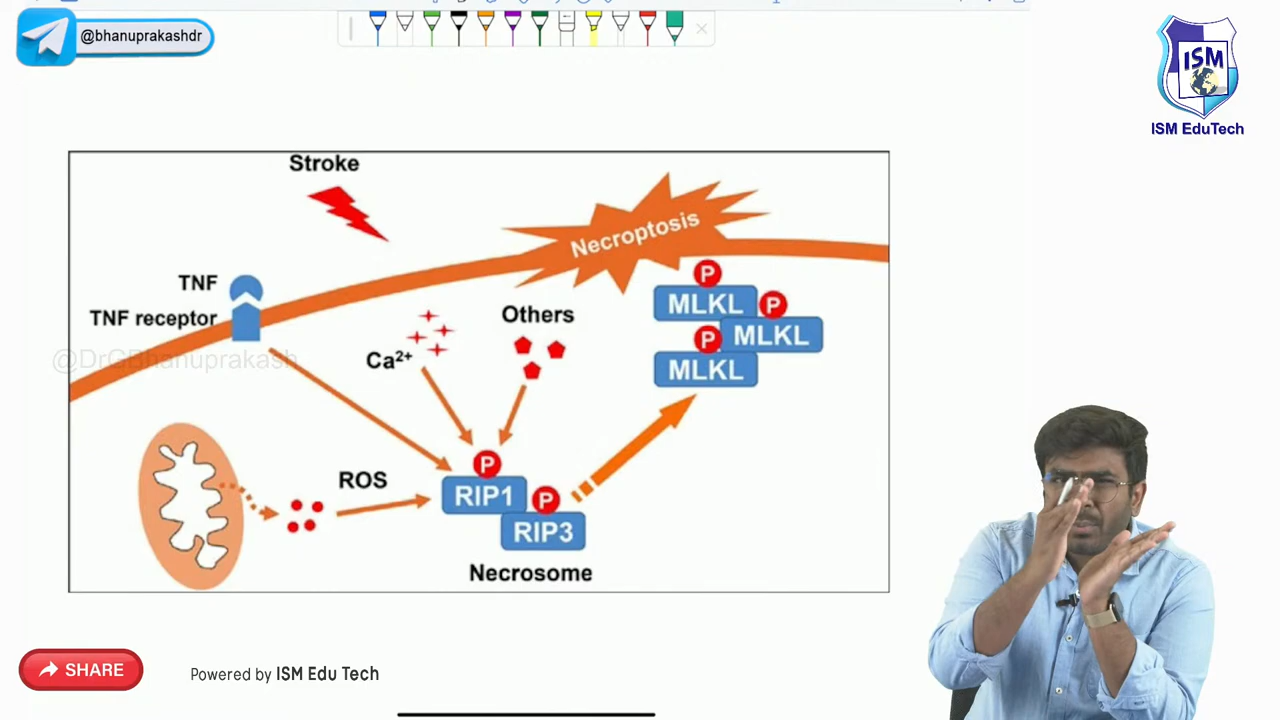 @bhanuprakashdr
ISM
ISM EduTech
Stroke
Necroptosis
TNF
TNF receptor
@DrGBhanuprakash
Ca2+
Others
P
MLKL
P
MLKL
P
MLKL
ROS
P
RIP1
P
RIP3
Necrosome
SHARE
Powered by ISM Edu Tech